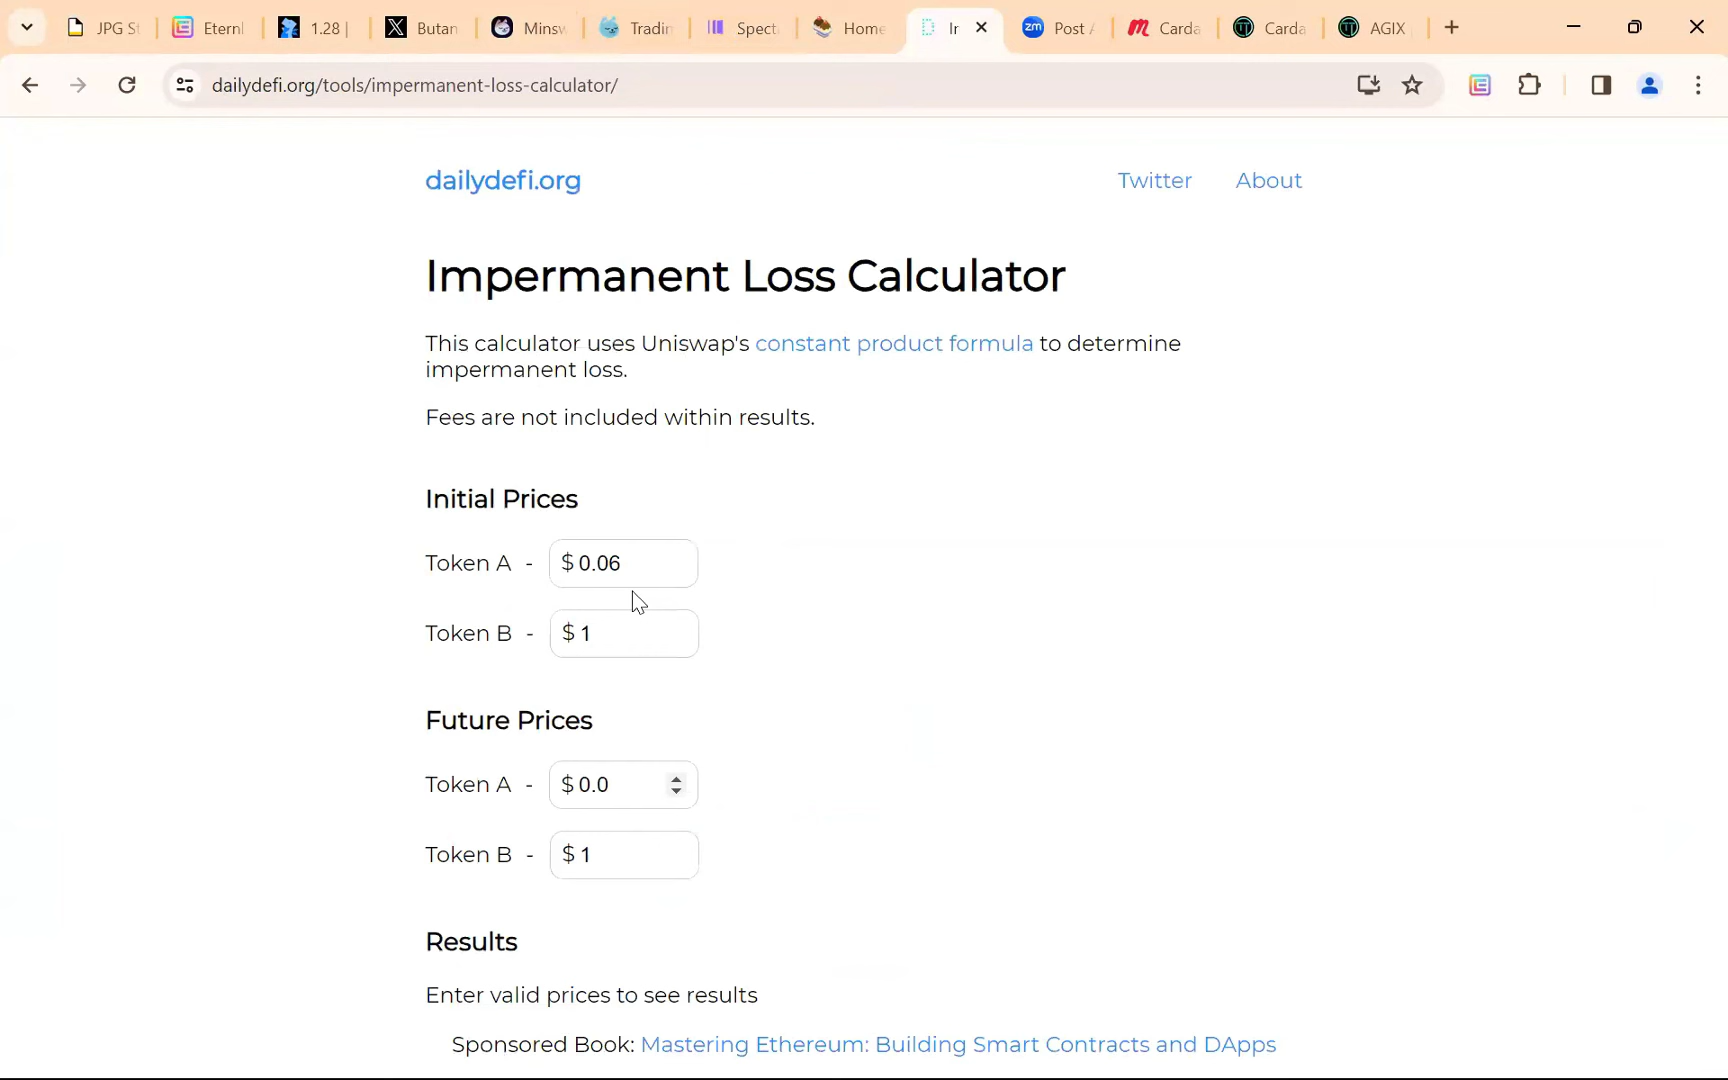 JPG S
Eternl
1.28 |
Butan
Minsw
Tradin
Spect
Home
Ir
Post A
Carda
Carda
AGIX
dailydefi.org/tools/impermanent-loss-calculator/
dailydefi.org
Twitter
About
Impermanent Loss Calculator
This calculator uses Uniswap's constant product formula to determine
impermanent loss.
Fees are not included within results.
Initial Prices
Token A - $ 0.06
Token B - $ 1
Future Prices
Token A - $ 0.0
Token B - $ 1
Results
Enter valid prices to see results
Sponsored Book: Mastering Ethereum: Building Smart Contracts and DApps